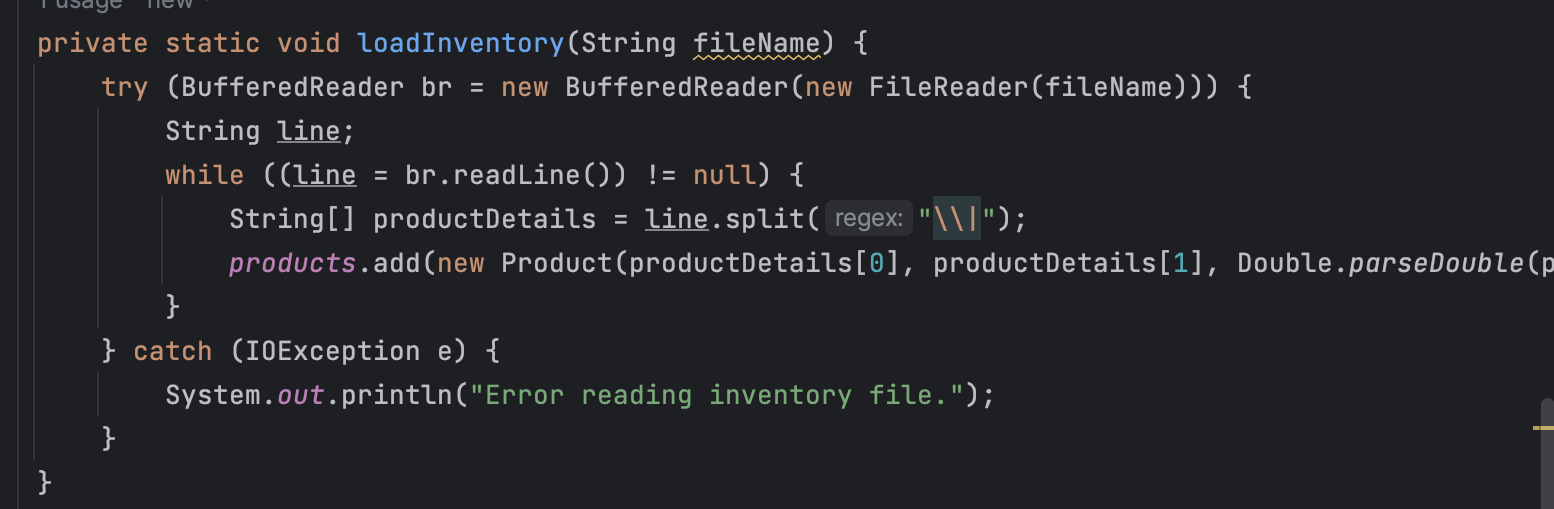 1 usage   new *
private static void loadInventory(String fileName) {
    try (BufferedReader br = new BufferedReader(new FileReader(fileName))) {
        String line;
        while ((line = br.readLine()) != null) {
            String[] productDetails = line.split( regex: "\\|");
            products.add(new Product(productDetails[0], productDetails[1], Double.parseDouble(p
        }
    } catch (IOException e) {
        System.out.println("Error reading inventory file.");
    }
}